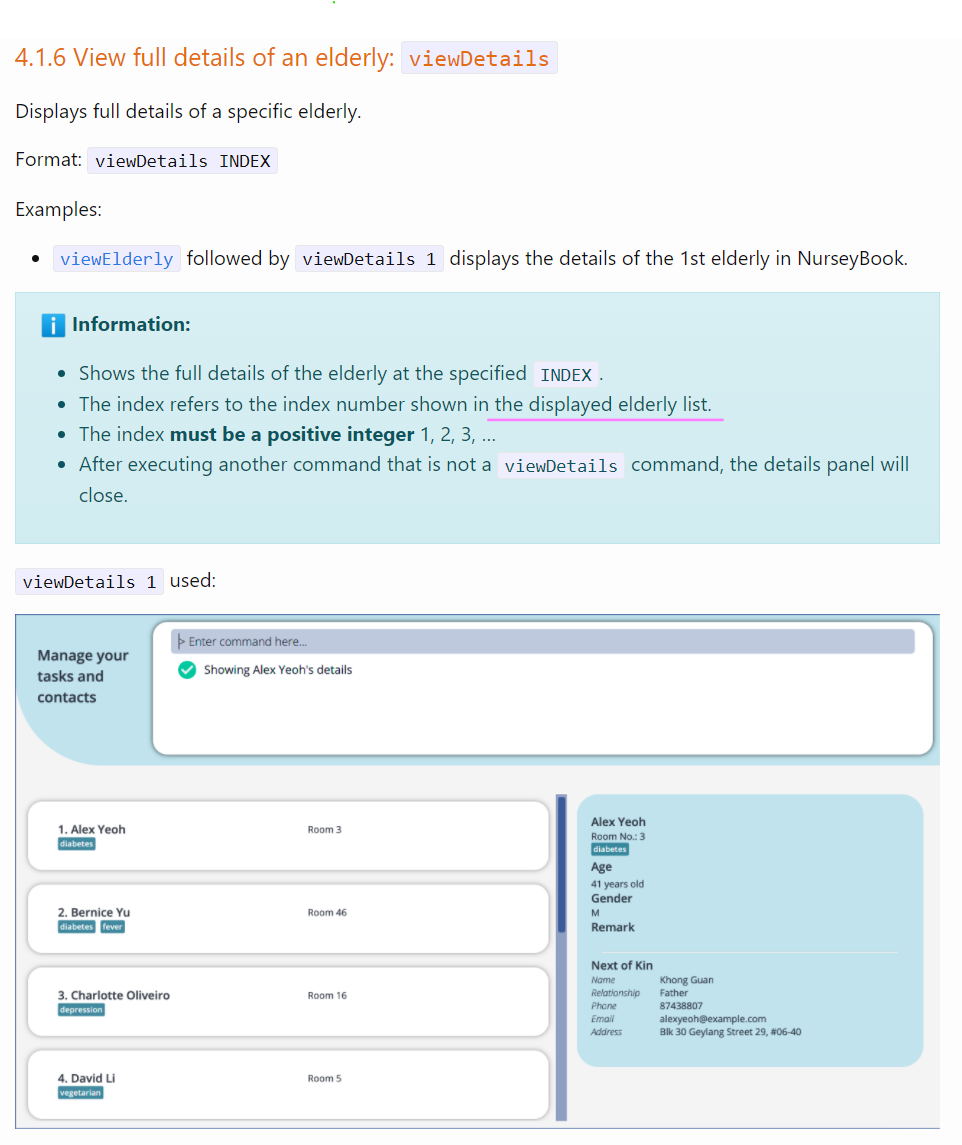 4.1.6 View full details of an elderly: viewDetails
Displays full details of a specific elderly.
Format: viewDetails INDEX
Examples:
• viewElderly followed by viewDetails 1 displays the details of the 1st elderly in NurseyBook.
Information:
• Shows the full details of the elderly at the specified INDEX.
• The index refers to the index number shown in the displayed elderly list.
• The index must be a positive integer 1, 2, 3, …
• After executing another command that is not a viewDetails command, the details panel will
close.
viewDetails 1 used:
Manage your
tasks and
contacts
Enter command here...
Showing Alex Yeoh's details
1. Alex Yeoh Room 3
diabetes
2. Bernice Yu Room 46
diabetes fever
3. Charlotte Oliveiro Room 16
depression
4. David Li Room 5
vegetarian
Alex Yeoh
Room No.: 3
diabetes
Age
41 years old
Gender
M
Remark
Next of Kin
Name Khong Guan
Relationship Father
Phone 87438807
Email alexyeoh@example.com
Address Blk 30 Geylang Street 29, #06-40